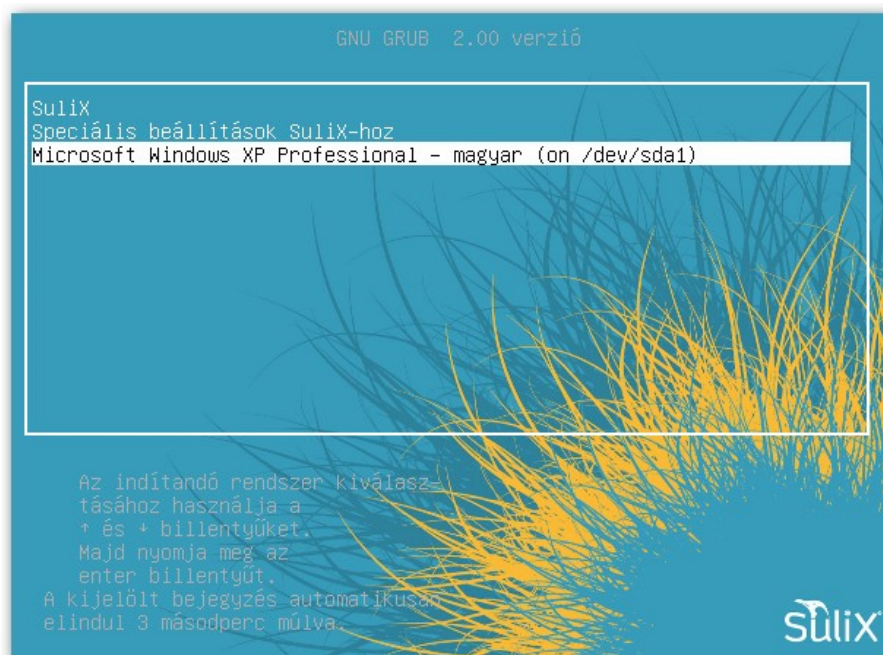 GNU GRUB 2.00 verzió
SuliX
Speciális beállítások SuliX-hoz
Microsoft Windows XP Professional - magyar (on /dev/sda1)
Az indítandó rendszer kiválasz-
tásához használja a
↑ és ↓ billentyűket.
Majd nyomja meg az
enter billentyűt.
A kijelölt bejegyzés automatikusan
elindul 3 másodperc múlva.
SuliX